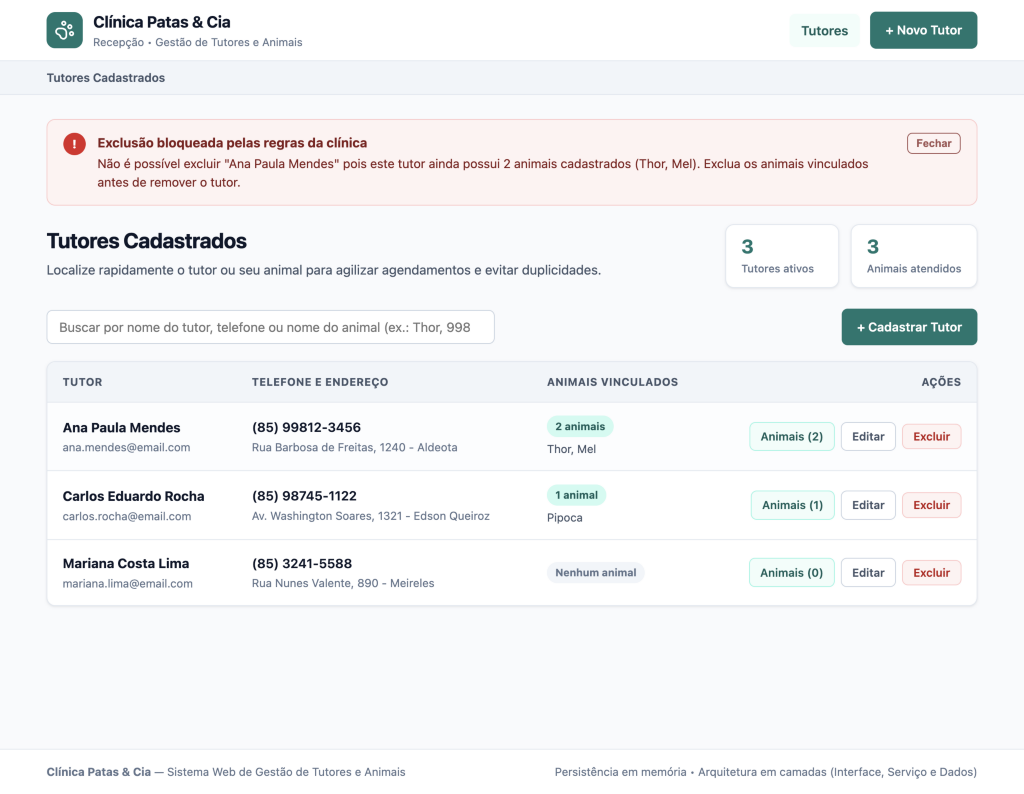 Clínica Patas & Cia
Recepção • Gestão de Tutores e Animais
Tutores
+ Novo Tutor
Tutores Cadastrados
!
Exclusão bloqueada pelas regras da clínica
Não é possível excluir "Ana Paula Mendes" pois este tutor ainda possui 2 animais cadastrados (Thor, Mel). Exclua os animais vinculados
antes de remover o tutor.
Fechar
Tutores Cadastrados
Localize rapidamente o tutor ou seu animal para agilizar agendamentos e evitar duplicidades.
3
Tutores ativos
3
Animais atendidos
Buscar por nome do tutor, telefone ou nome do animal (ex.: Thor, 998
+ Cadastrar Tutor
TUTOR TELEFONE E ENDEREÇO ANIMAIS VINCULADOS AÇÕES
Ana Paula Mendes
ana.mendes@email.com
(85) 99812-3456
Rua Barbosa de Freitas, 1240 - Aldeota
2 animais
Thor, Mel
Animais (2) Editar Excluir
Carlos Eduardo Rocha
carlos.rocha@email.com
(85) 98745-1122
Av. Washington Soares, 1321 - Edson Queiroz
1 animal
Pipoca
Animais (1) Editar Excluir
Mariana Costa Lima
mariana.lima@email.com
(85) 3241-5588
Rua Nunes Valente, 890 - Meireles
Nenhum animal
Animais (0) Editar Excluir
Clínica Patas & Cia — Sistema Web de Gestão de Tutores e Animais
Persistência em memória • Arquitetura em camadas (Interface, Serviço e Dados)